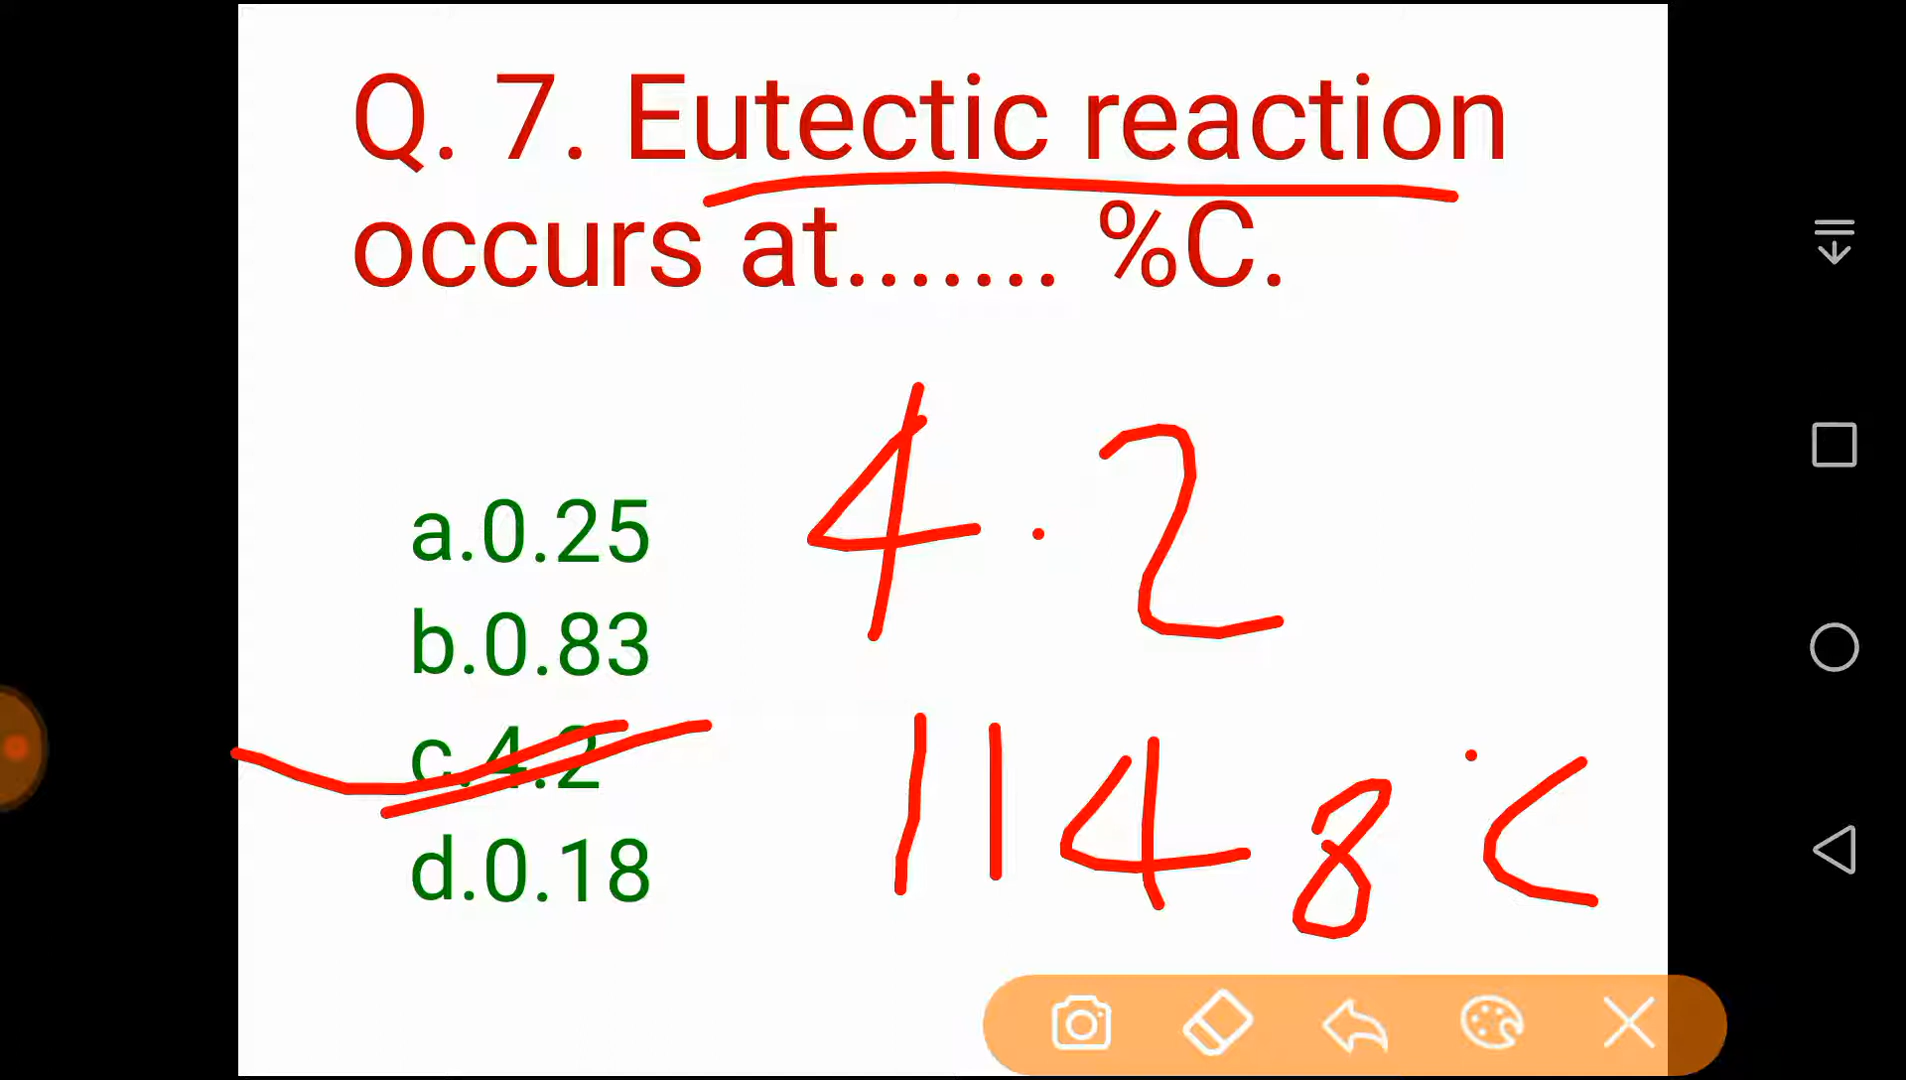 Q. 7. Eutectic reaction
occurs at....... %C.
4.2
a.0.25
b.0.83
c.4.2
1148°C
d.0.18